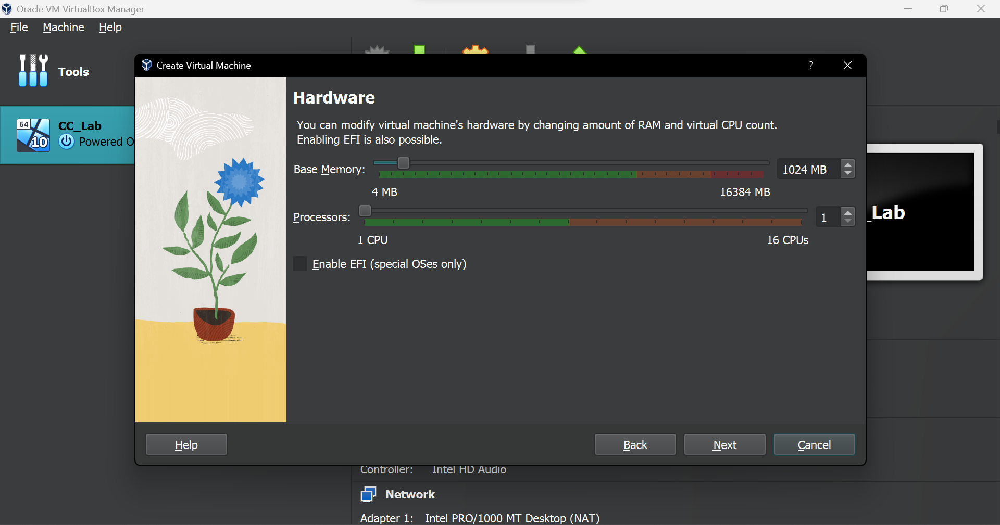 Oracle VM VirtualBox Manager
File Machine Help
Tools
64
10
CC_Lab
Powered O
Create Virtual Machine
?
Hardware
You can modify virtual machine's hardware by changing amount of RAM and virtual CPU count.
Enabling EFI is also possible.
Base Memory:
1024 MB
4 MB
16384 MB
Processors:
1
1 CPU
16 CPUs
Enable EFI (special OSes only)
_Lab
Help
Back
Next
Cancel
Controller: Intel HD Audio
Network
Adapter 1: Intel PRO/1000 MT Desktop (NAT)